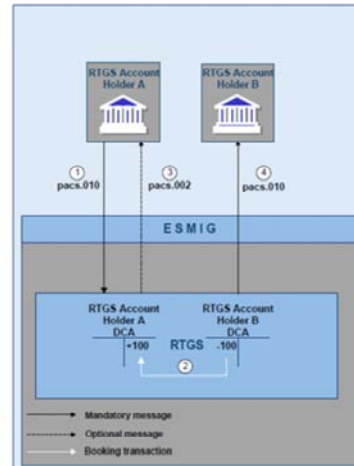 RTGS Account
Holder A
RTGS Account
Holder B
1
pacs.010
3
pacs.002
4
pacs.010
ESMIG
RTGS Account
Holder A
DCA
+100
RTGS
RTGS Account
Holder B
DCA
-100
2
Mandatory message
Optional message
Booking transaction